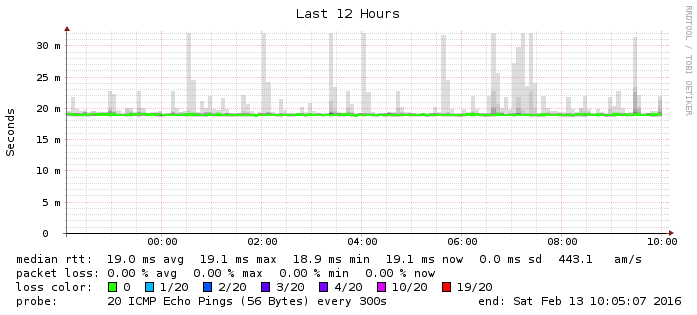 Last 12 Hours
RRDTOOL / TOBI OETIKER
Seconds
30 m
25 m
20 m
15 m
10 m
5 m
0
00:00 02:00 04:00 06:00 08:00 10:00
median rtt: 19.0 ms avg 19.1 ms max 18.9 ms min 19.1 ms now 0.0 ms sd 443.1 am/s
packet loss: 0.00 % avg 0.00 % max 0.00 % min 0.00 % now
loss color: 0 1/20 2/20 3/20 4/20 10/20 19/20
probe: 20 ICMP Echo Pings (56 Bytes) every 300s end: Sat Feb 13 10:05:07 2016